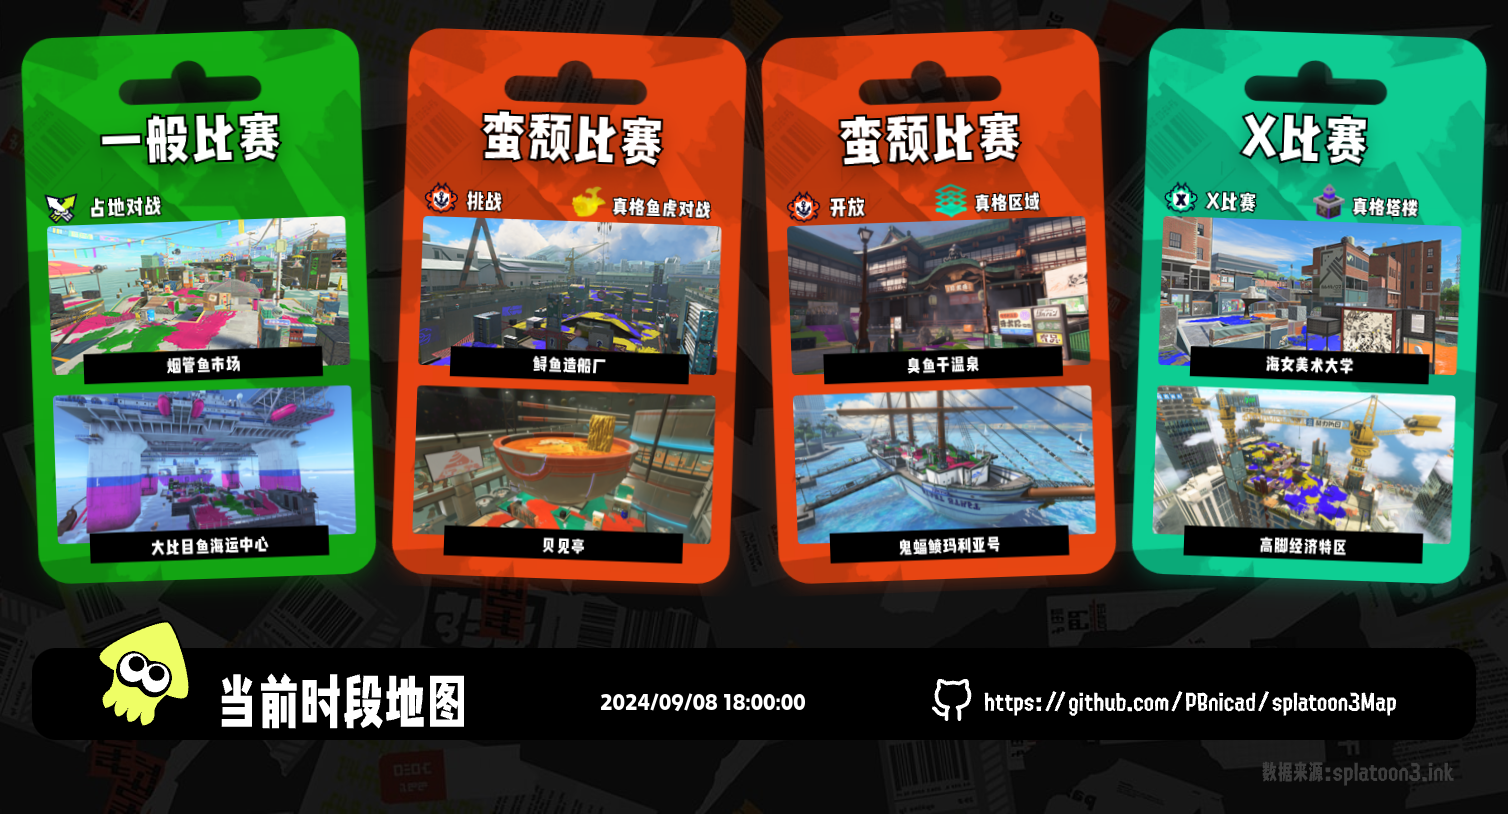 一般比赛
占地对战
烟管鱼市场
大比目鱼海运中心
蛮颓比赛
挑战
真格鱼虎对战
鲟鱼造船厂
贝见亭
蛮颓比赛
开放
真格区域
臭鱼干温泉
鬼蝠鲼玛利亚号
X比赛
X比赛
真格塔楼
海女美术大学
高脚经济特区
当前时段地图
2024/09/08 18:00:00
https://github.com/PBnicad/splatoon3Map
数据来源:splatoon3.ink